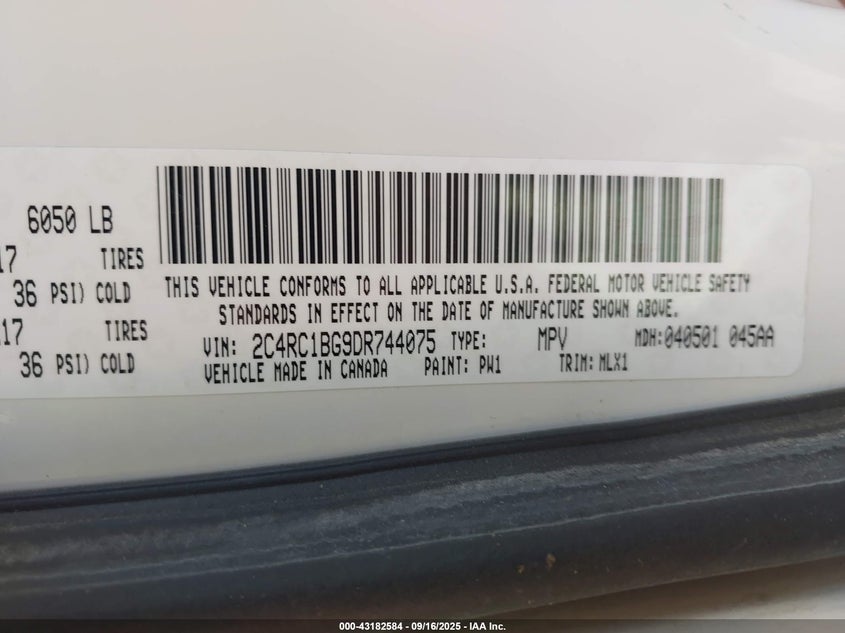 6050 LB
17 TIRES
36 PSI) COLD
17 TIRES
36 PSI) COLD
THIS VEHICLE CONFORMS TO ALL APPLICABLE U.S.A. FEDERAL MOTOR VEHICLE SAFETY
STANDARDS IN EFFECT ON THE DATE OF MANUFACTURE SHOWN ABOVE.
VIN: 2C4RC1BG9DR744075 TYPE: MPV MDH:040501 045AA
VEHICLE MADE IN CANADA PAINT: PW1 TRIM: MLX1
000-43182584 - 09/16/2025 - IAA Inc.